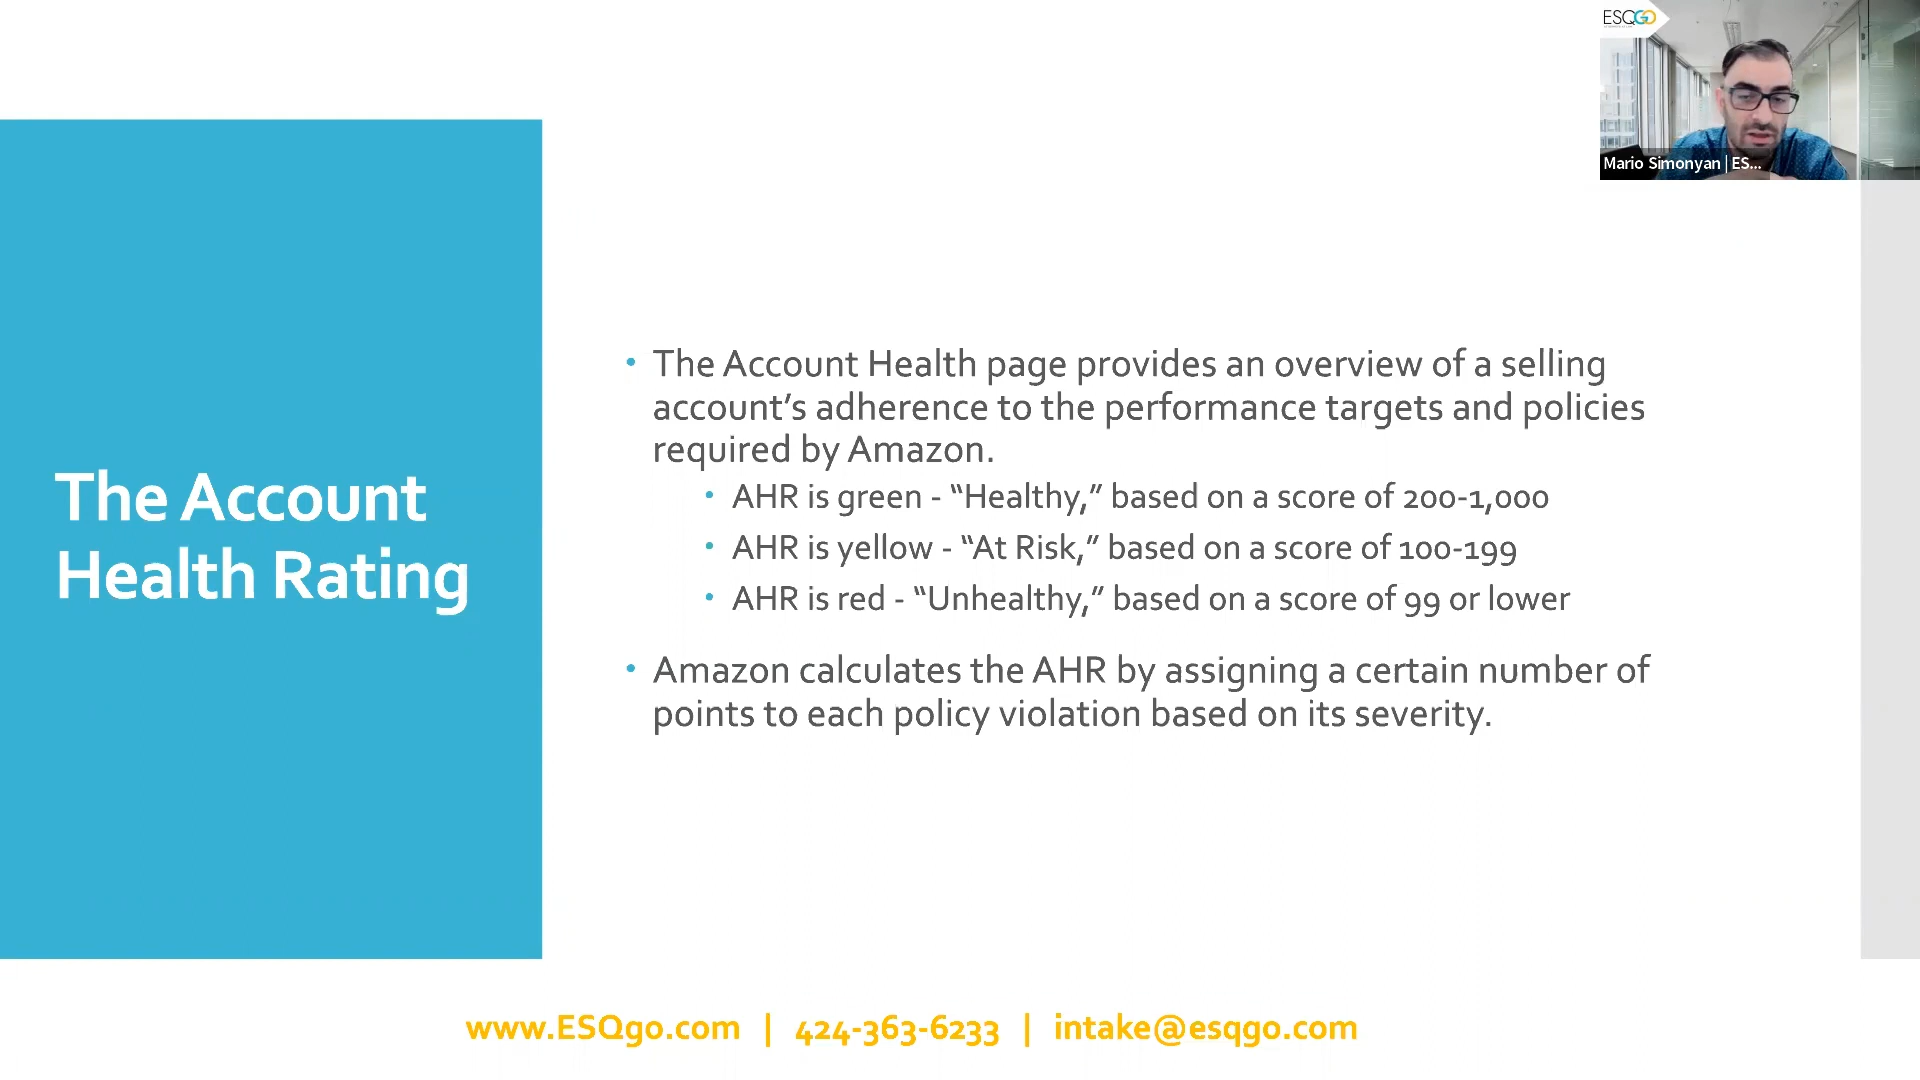 ESQGO
Mario Simonyan | ES...
The Account
Health Rating
• The Account Health page provides an overview of a selling
account’s adherence to the performance targets and policies
required by Amazon.
• AHR is green - “Healthy,” based on a score of 200-1,000
• AHR is yellow - “At Risk,” based on a score of 100-199
• AHR is red - “Unhealthy,” based on a score of 99 or lower
• Amazon calculates the AHR by assigning a certain number of
points to each policy violation based on its severity.
www.ESQgo.com | 424-363-6233 | intake@esqgo.com